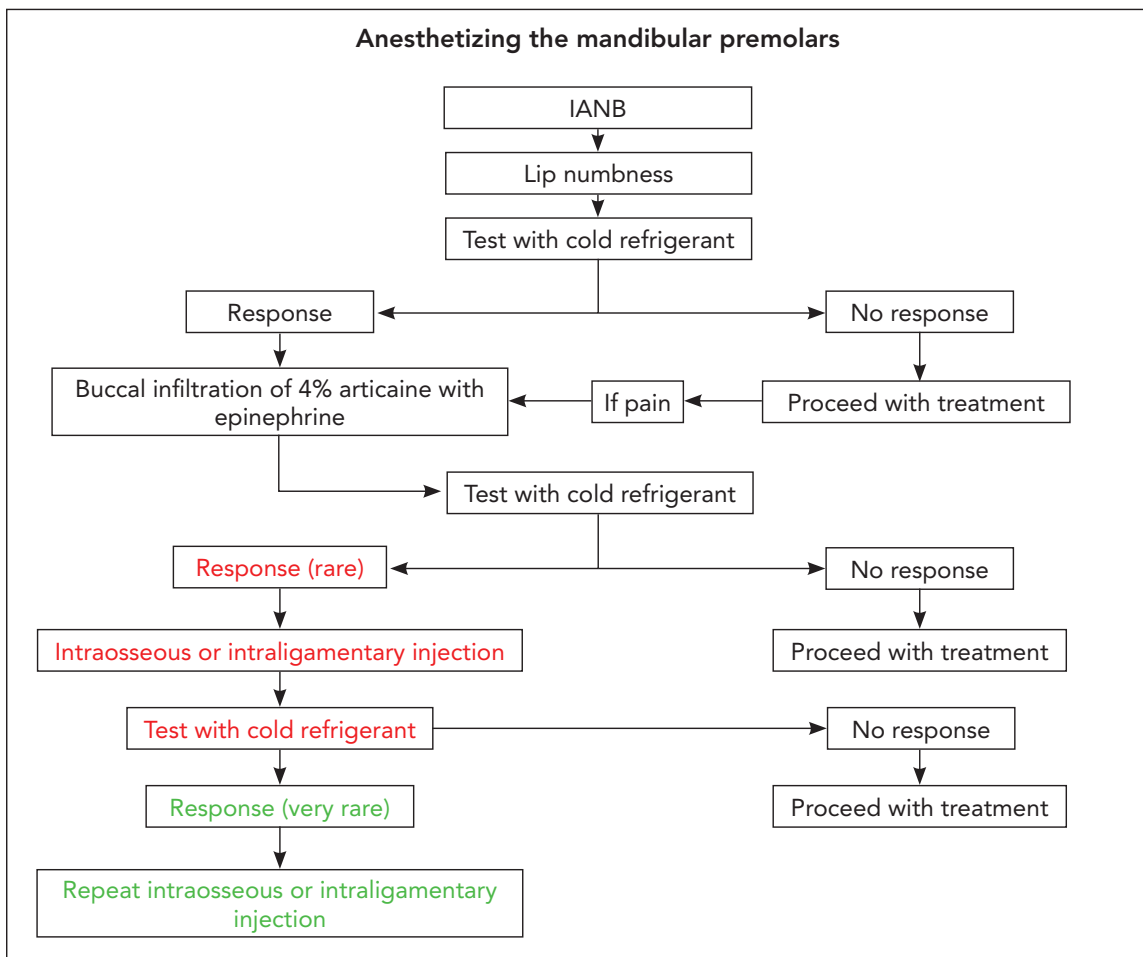 Anesthetizing the mandibular premolars
IANB
Lip numbness
Test with cold refrigerant
Response
No response
Buccal infiltration of 4% articaine with
epinephrine
If pain
Proceed with treatment
Test with cold refrigerant
Response (rare)
No response
Intraosseous or intraligamentary injection
Proceed with treatment
Test with cold refrigerant
No response
Response (very rare)
Proceed with treatment
Repeat intraosseous or intraligamentary
injection